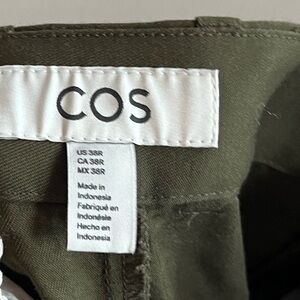 COS
US 38R
CA 38R
MX 38R
Made in
Indonesia
Fabriqué en
Indonésie
Hecho en
Indonesia